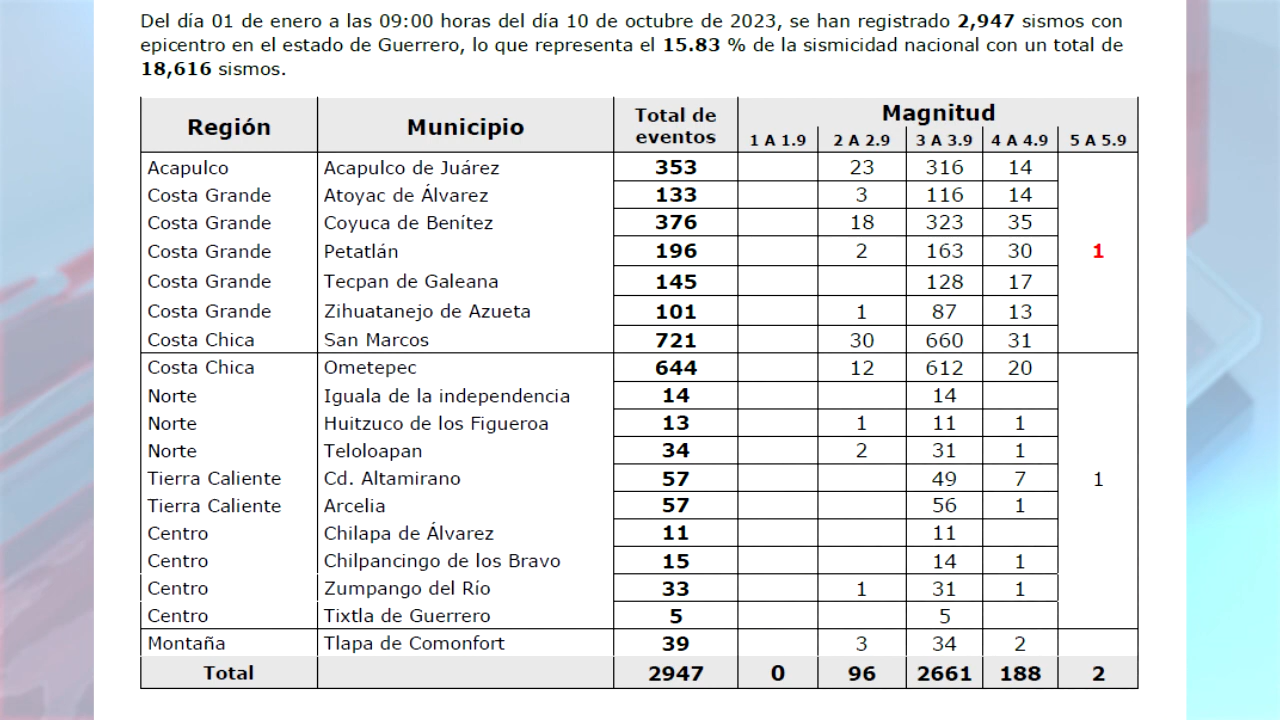 Del día 01 de enero a las 09:00 horas del día 10 de octubre de 2023, se han registrado 2,947 sismos con
epicentro en el estado de Guerrero, lo que representa el 15.83 % de la sismicidad nacional con un total de
18,616 sismos.
Región Municipio Total de eventos Magnitud
1 A 1.9 2 A 2.9 3 A 3.9 4 A 4.9 5 A 5.9
Acapulco Acapulco de Juárez 353 23 316 14
Costa Grande Atoyac de Álvarez 133 3 116 14
Costa Grande Coyuca de Benítez 376 18 323 35
Costa Grande Petatlán 196 2 163 30 1
Costa Grande Tecpan de Galeana 145 128 17
Costa Grande Zihuatanejo de Azueta 101 1 87 13
Costa Chica San Marcos 721 30 660 31
Costa Chica Ometepec 644 12 612 20
Norte Iguala de la independencia 14 14
Norte Huitzuco de los Figueroa 13 1 11 1
Norte Teloloapan 34 2 31 1
Tierra Caliente Cd. Altamirano 57 49 7 1
Tierra Caliente Arcelia 57 56 1
Centro Chilapa de Álvarez 11 11
Centro Chilpancingo de los Bravo 15 14 1
Centro Zumpango del Río 33 1 31 1
Centro Tixtla de Guerrero 5 5
Montaña Tlapa de Comonfort 39 3 34 2
Total 2947 0 96 2661 188 2